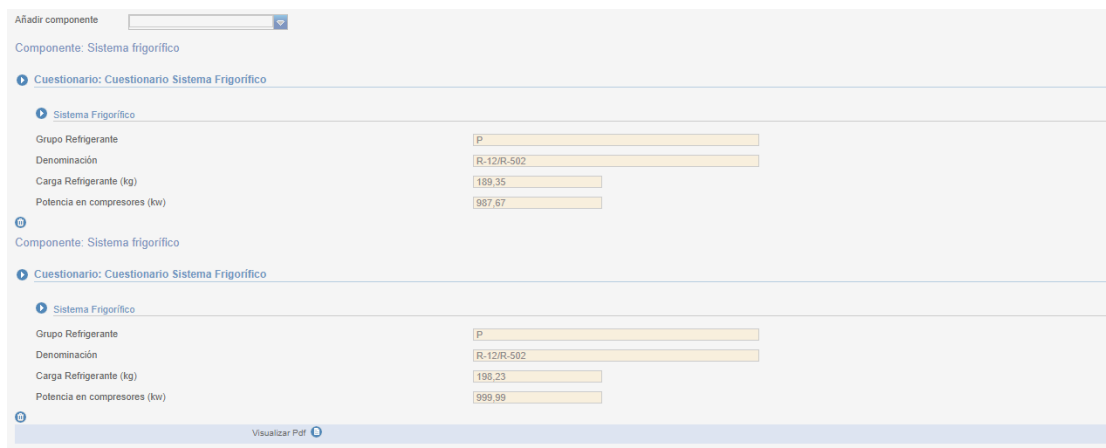 Añadir componente
Componente: Sistema frigorífico
Cuestionario: Cuestionario Sistema Frigorífico
Sistema Frigorífico
Grupo Refrigerante P
Denominación R-12/R-502
Carga Refrigerante (kg) 189,35
Potencia en compresores (kw) 987,67
Componente: Sistema frigorífico
Cuestionario: Cuestionario Sistema Frigorífico
Sistema Frigorífico
Grupo Refrigerante P
Denominación R-12/R-502
Carga Refrigerante (kg) 198,23
Potencia en compresores (kw) 999,99
Visualizar Pdf